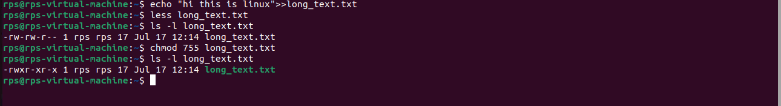 rps@rps-virtual-machine:~$ echo "hi this is linux">>long_text.txt
rps@rps-virtual-machine:~$ less long_text.txt
rps@rps-virtual-machine:~$ ls -l long_text.txt
-rw-rw-r-- 1 rps rps 17 Jul 17 12:14 long_text.txt
rps@rps-virtual-machine:~$ chmod 755 long_text.txt
rps@rps-virtual-machine:~$ ls -l long_text.txt
-rwxr-xr-x 1 rps rps 17 Jul 17 12:14 long_text.txt
rps@rps-virtual-machine:~$